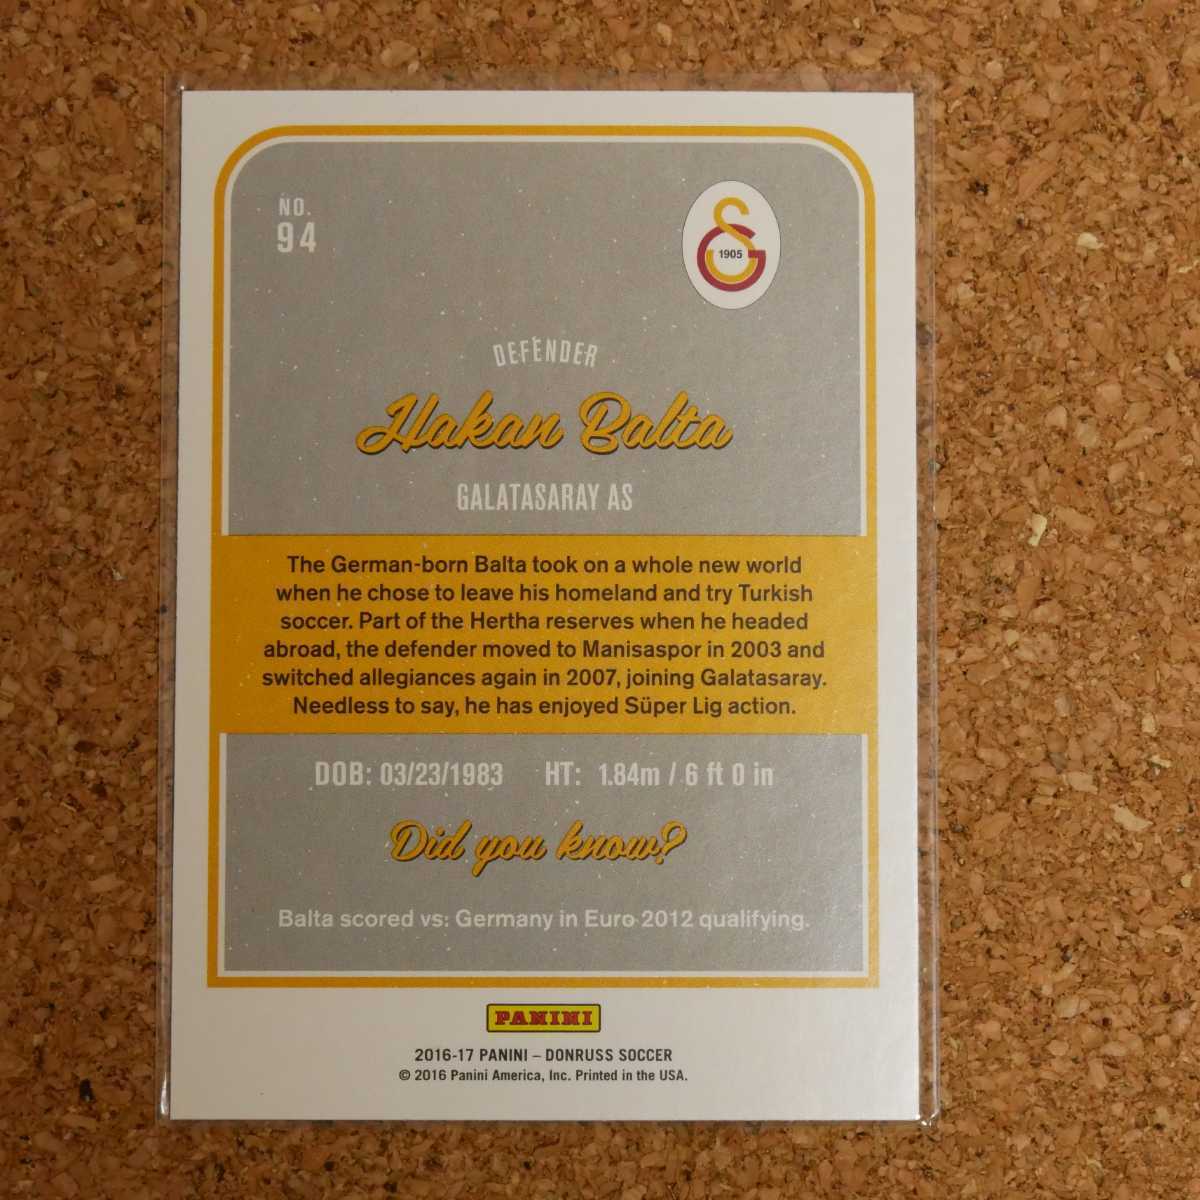 NO.
94
1905
DEFENDER
Hakan Balta
GALATASARAY AS
The German-born Balta took on a whole new world
when he chose to leave his homeland and try Turkish
soccer. Part of the Hertha reserves when he headed
abroad, the defender moved to Manisaspor in 2003 and
switched allegiances again in 2007, joining Galatasaray.
Needless to say, he has enjoyed Süper Lig action.
DOB: 03/23/1983 HT: 1.84m / 6 ft 0 in
Did you know?
Balta scored vs: Germany in Euro 2012 qualifying.
PANINI
2016-17 PANINI – DONRUSS SOCCER
© 2016 Panini America, Inc. Printed in the USA.